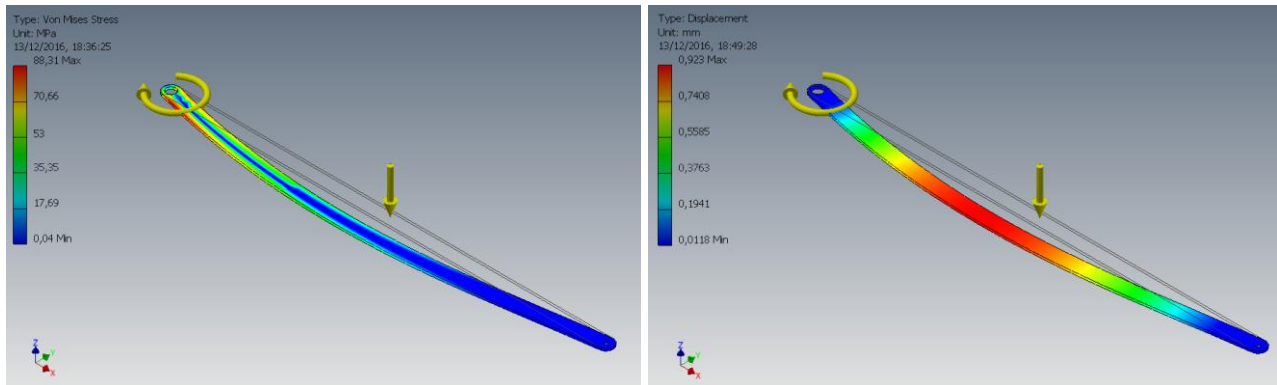 Type: Von Mises Stress
Unit: MPa
13/12/2016, 18:36:25
88,31 Max
70,66
53
35,35
17,69
0,04 Min
Z
Y
X
Type: Displacement
Unit: mm
13/12/2016, 18:49:28
0,923 Max
0,7408
0,5585
0,3763
0,1941
0,0118 Min
Z
Y
X